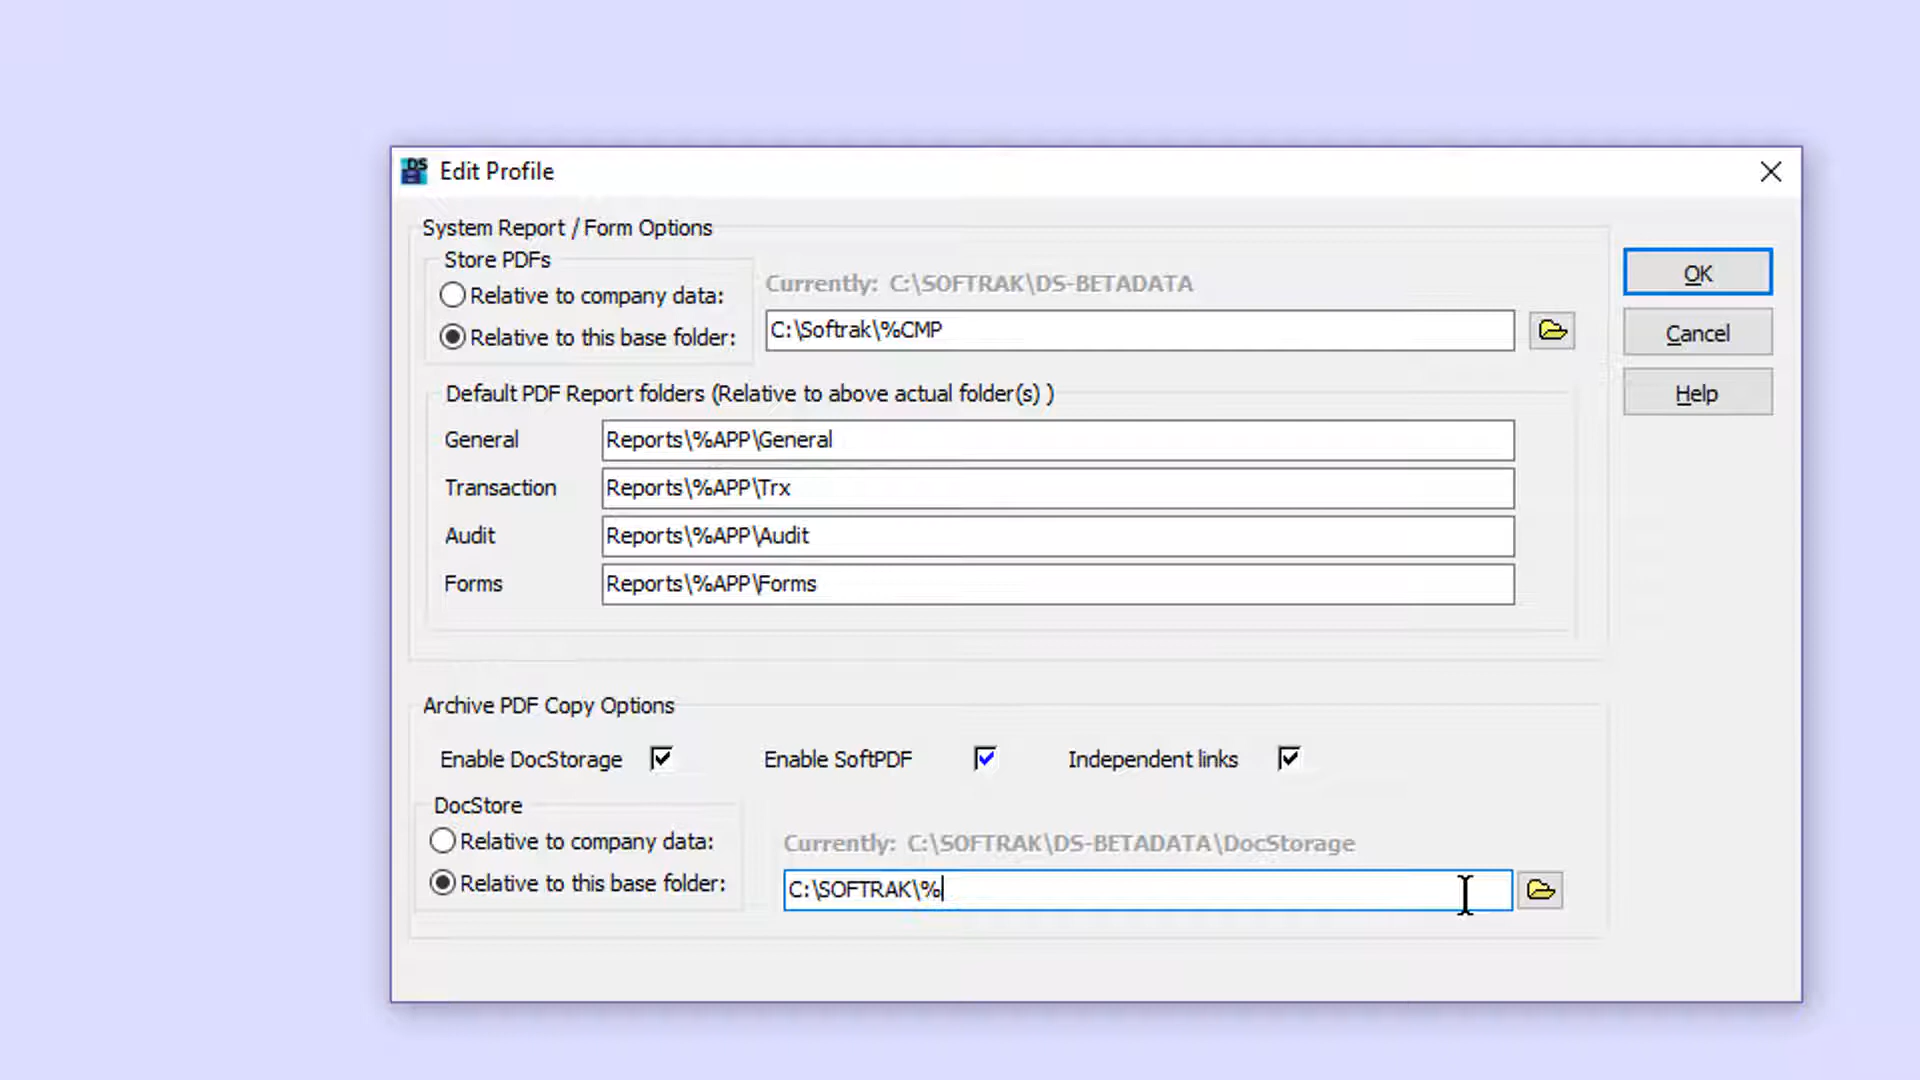 DS
Edit Profile
System Report / Form Options
Store PDFs
Relative to company data:
Currently: C:\SOFTRAK\DS-BETADATA
OK
Relative to this base folder:
C:\Softrak\%CMP
Cancel
Default PDF Report folders (Relative to above actual folder(s) )
Help
General
Reports\%APP\General
Transaction
Reports\%APP\Trx
Audit
Reports\%APP\Audit
Forms
Reports\%APP\Forms
Archive PDF Copy Options
Enable DocStorage
Enable SoftPDF
Independent links
DocStore
Relative to company data:
Currently: C:\SOFTRAK\DS-BETADATA\DocStorage
Relative to this base folder:
C:\SOFTRAK\%